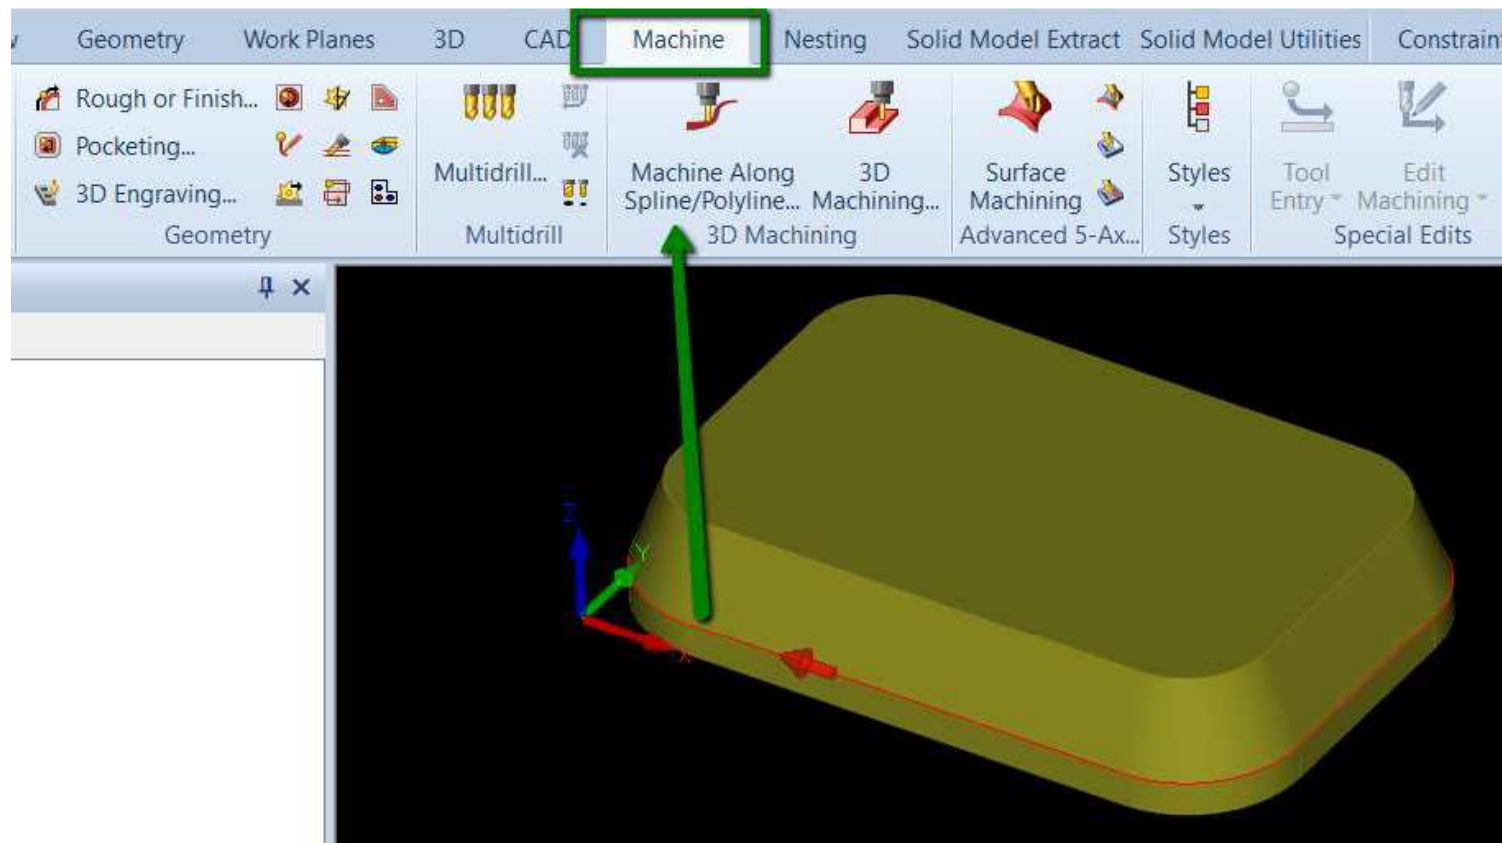 Geometry Work Planes 3D CAD Machine Nesting Solid Model Extract Solid Model Utilities Constrain
Rough or Finish...
Pocketing...
3D Engraving...
Geometry
Multidrill...
Multidrill
Machine Along
Spline/Polyline...
3D
Machining...
3D Machining
Surface
Machining
Advanced 5-Ax...
Styles
Styles
Tool
Entry
Edit
Machining
Special Edits
Z
Y
X